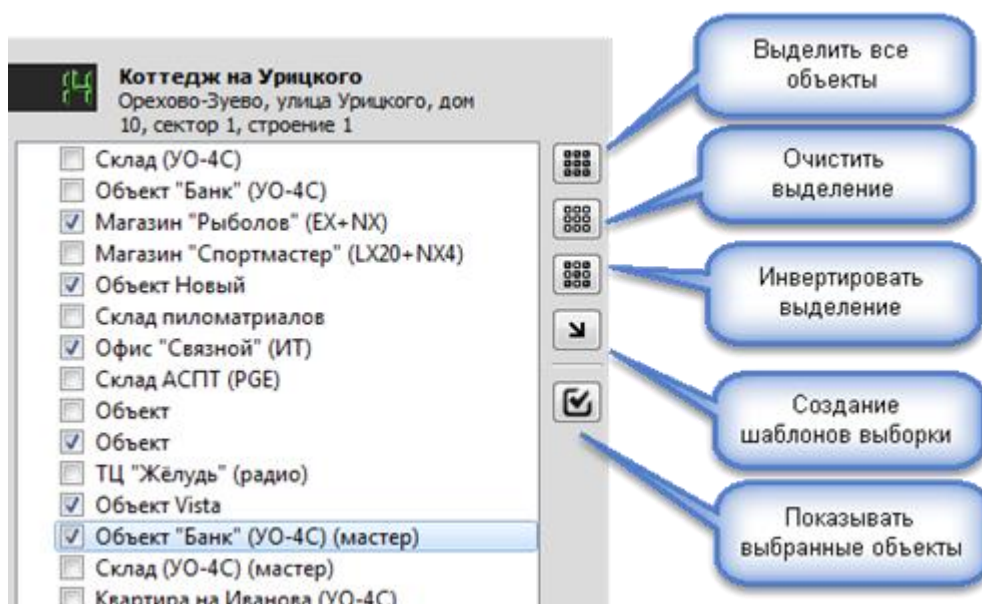 14
Коттедж на Урицкого
Орехово-Зуево, улица Урицкого, дом
10, сектор 1, строение 1
Склад (УО-4С)
Объект "Банк" (УО-4С)
Магазин "Рыболов" (EX+NX)
Магазин "Спортмастер" (LX20+NX4)
Объект Новый
Склад пиломатриалов
Офис "Связной" (ИТ)
Склад АСПТ (PGE)
Объект
Объект
ТЦ "Жёлудь" (радио)
Объект Vista
Объект "Банк" (УО-4С) (мастер)
Склад (УО-4С) (мастер)
Квартира на Иванова (УО-4С)
Выделить все
объекты
Очистить
выделение
Инвертировать
выделение
Создание
шаблонов выборки
Показывать
выбранные объекты